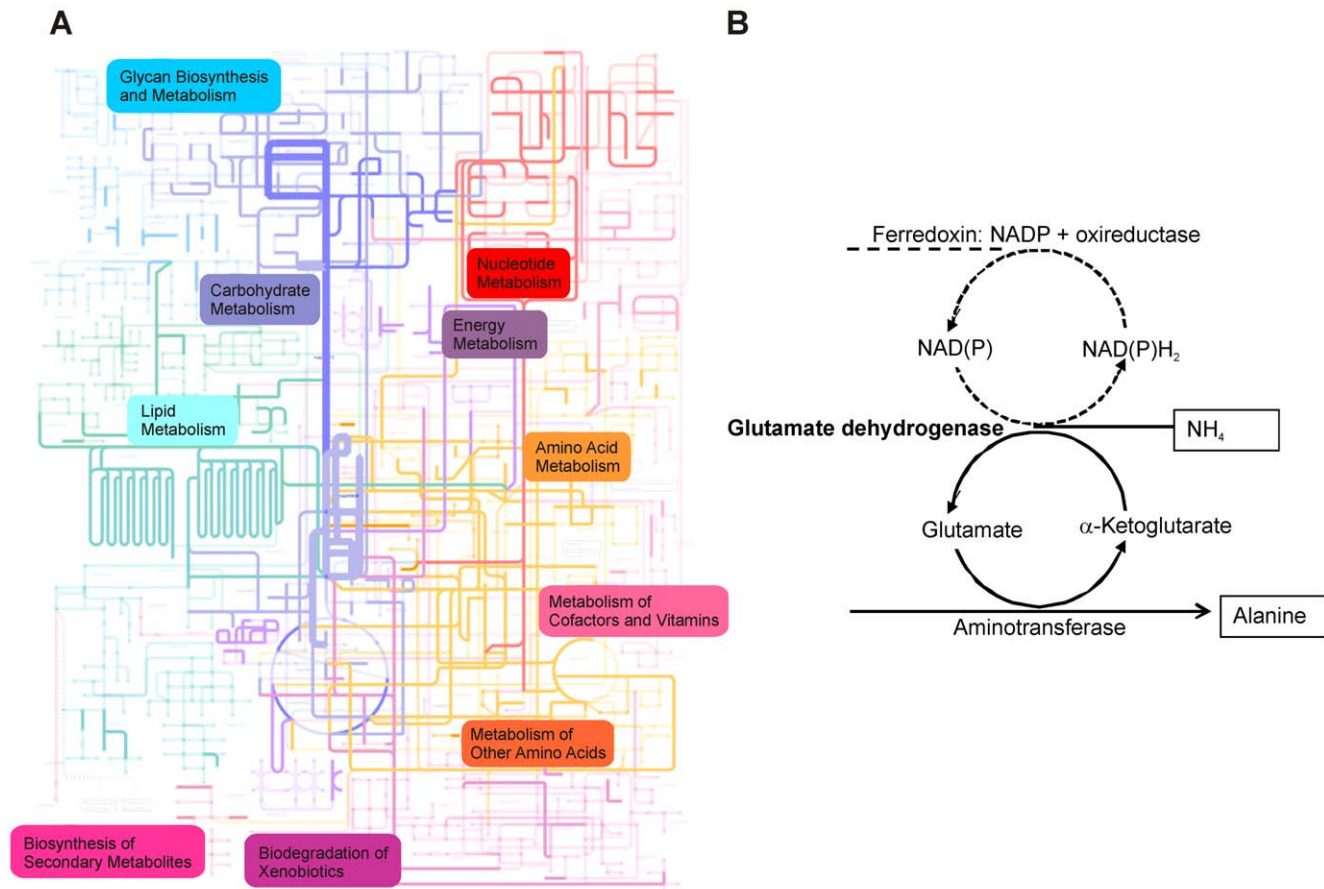 A
B
Glycan Biosynthesis
and Metabolism
Carbohydrate
Metabolism
Nucleotide
Metabolism
Energy
Metabolism
Lipid
Metabolism
Amino Acid
Metabolism
Metabolism of
Cofactors and Vitamins
Metabolism of
Other Amino Acids
Biosynthesis of
Secondary Metabolites
Biodegradation of
Xenobiotics
Ferredoxin: NADP + oxireductase
NAD(P)
NAD(P)H₂
Glutamate dehydrogenase
NH₄
Glutamate
α-Ketoglutarate
Aminotransferase
Alanine